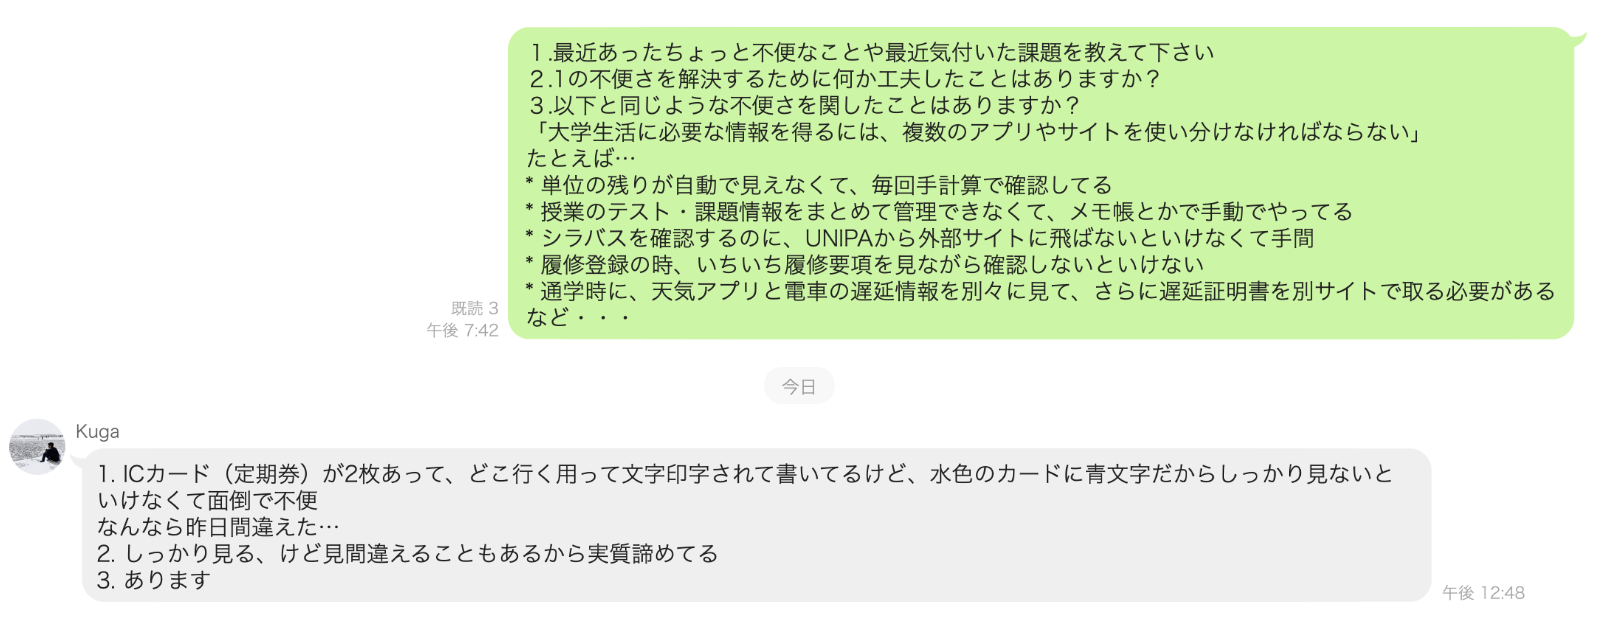 １.最近あったちょっと不便なことや最近気付いた課題を教えて下さい
２.1の不便さを解決するために何か工夫したことはありますか？
３.以下と同じような不便さを関したことはありますか？
「大学生活に必要な情報を得るには、複数のアプリやサイトを使い分けなければならない」
たとえば…
* 単位の残りが自動で見えなくて、毎回手計算で確認してる
* 授業のテスト・課題情報をまとめて管理できなくて、メモ帳とかで手動でやってる
* シラバスを確認するのに、UNIPAから外部サイトに飛ばないといけなくて手間
* 履修登録の時、いちいち履修要項を見ながら確認しないといけない
* 通学時に、天気アプリと電車の遅延情報を別々に見て、さらに遅延証明書を別サイトで取る必要がある
など・・・
既読 3
午後 7:42
今日
Kuga
1. ICカード（定期券）が2枚あって、どこ行く用って文字印字されて書いてるけど、水色のカードに青文字だからしっかり見ないと
いけなくて面倒で不便
なんなら昨日間違えた…
2. しっかり見る、けど見間違えることもあるから実質諦めてる
3. あります
午後 12:48